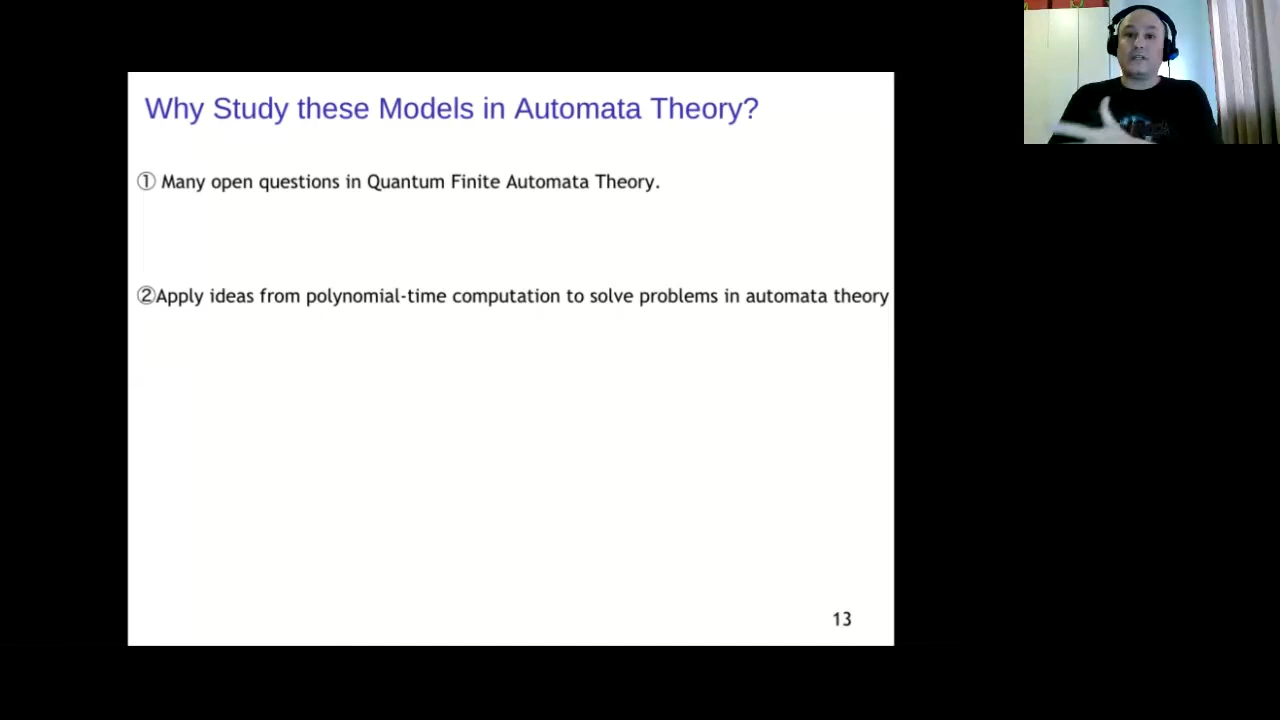 Why Study these Models in Automata Theory?
① Many open questions in Quantum Finite Automata Theory.
②Apply ideas from polynomial-time computation to solve problems in automata theory
13